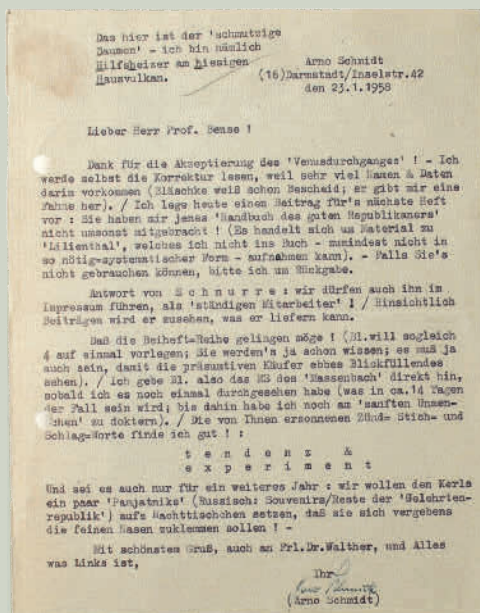 Das hier ist der 'schmutzige
Daumen' - ich bin nämlich
Hilfsheizer am hiesigen
Hausvulkan.
Arno Schmidt
(16)Darmstadt/Inselstr.42
den 23.1.1958
Lieber Herr Prof. Bense !
Dank für die Akzeptierung des 'Venusdurchganges' ! - Ich
werde selbst die Korrektur lesen, weil sehr viel Namen & Daten
darin vorkommen (Bläschke weiß schon Bescheid; er gibt mir eine
Fahne her). / Ich lege heute einen Beitrag für's nächste Heft
vor : Sie haben mir jenes 'Handbuch des guten Republikaners'
nicht umsonst mitgebracht ! (Es handelt sich um Material zu
'Lilienthal', welches ich nicht ins Buch - zumindest nicht in
so nötig-systematischer Form - aufnehmen kann). - Falls Sie's
nicht gebrauchen können, bitte ich um Rückgabe.
Antwort von S c h n u r r e : wir dürfen auch ihn im
Impressum führen, als 'ständigen Mitarbeiter' ! / Hinsichtlich
Beiträgen wird er zusehen, was er liefern kann.
Daß die Beiheft=Reihe gelingen möge ! (Bl.will sogleich
4 auf einmal vorlegen; Sie werden's ja schon wissen; es muß ja
auch sein, damit die präsumtiven Käufer ebbes Blickfüllendes
sehen). / Ich gebe Bl. also das MS des 'Massenbach' direkt hin,
sobald ich es noch einmal durchgesehen habe (was in ca.14 Tagen
der Fall sein wird; bis dahin habe ich noch am 'sanften Unmen-
schen' zu doktern). / Die von Ihnen ersonnenen Zünd= Stich= und
Schlag=Worte finde ich gut ! :
t e n d e n z &
e x p e r i m e n t
Und sei es auch nur für ein weiteres Jahr : wir wollen den Kerls
ein paar 'Panjatniks' (Russisch: Souvenirs/Reste der 'Gelehrten-
republik') aufs Nachttischchen setzen, daß sie sich vergebens
die feinen Nasen zuklemmen sollen ! -
Mit schönstem Gruß, auch an Frl.Dr.Walther, und Alles
was Links ist,
Ihr
Arno Schmidt
(Arno Schmidt)